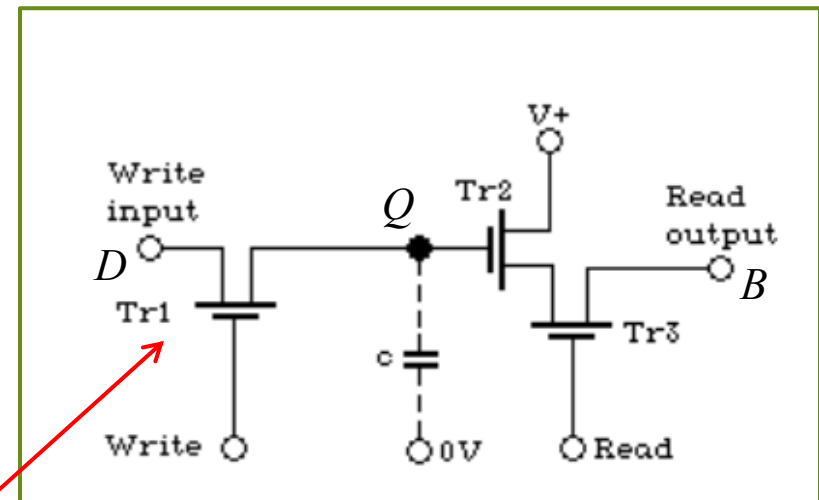 V+
Write
input
Q
Tr2
Read
output
D
B
Tr1
Tr3
c
Write
0V
Read